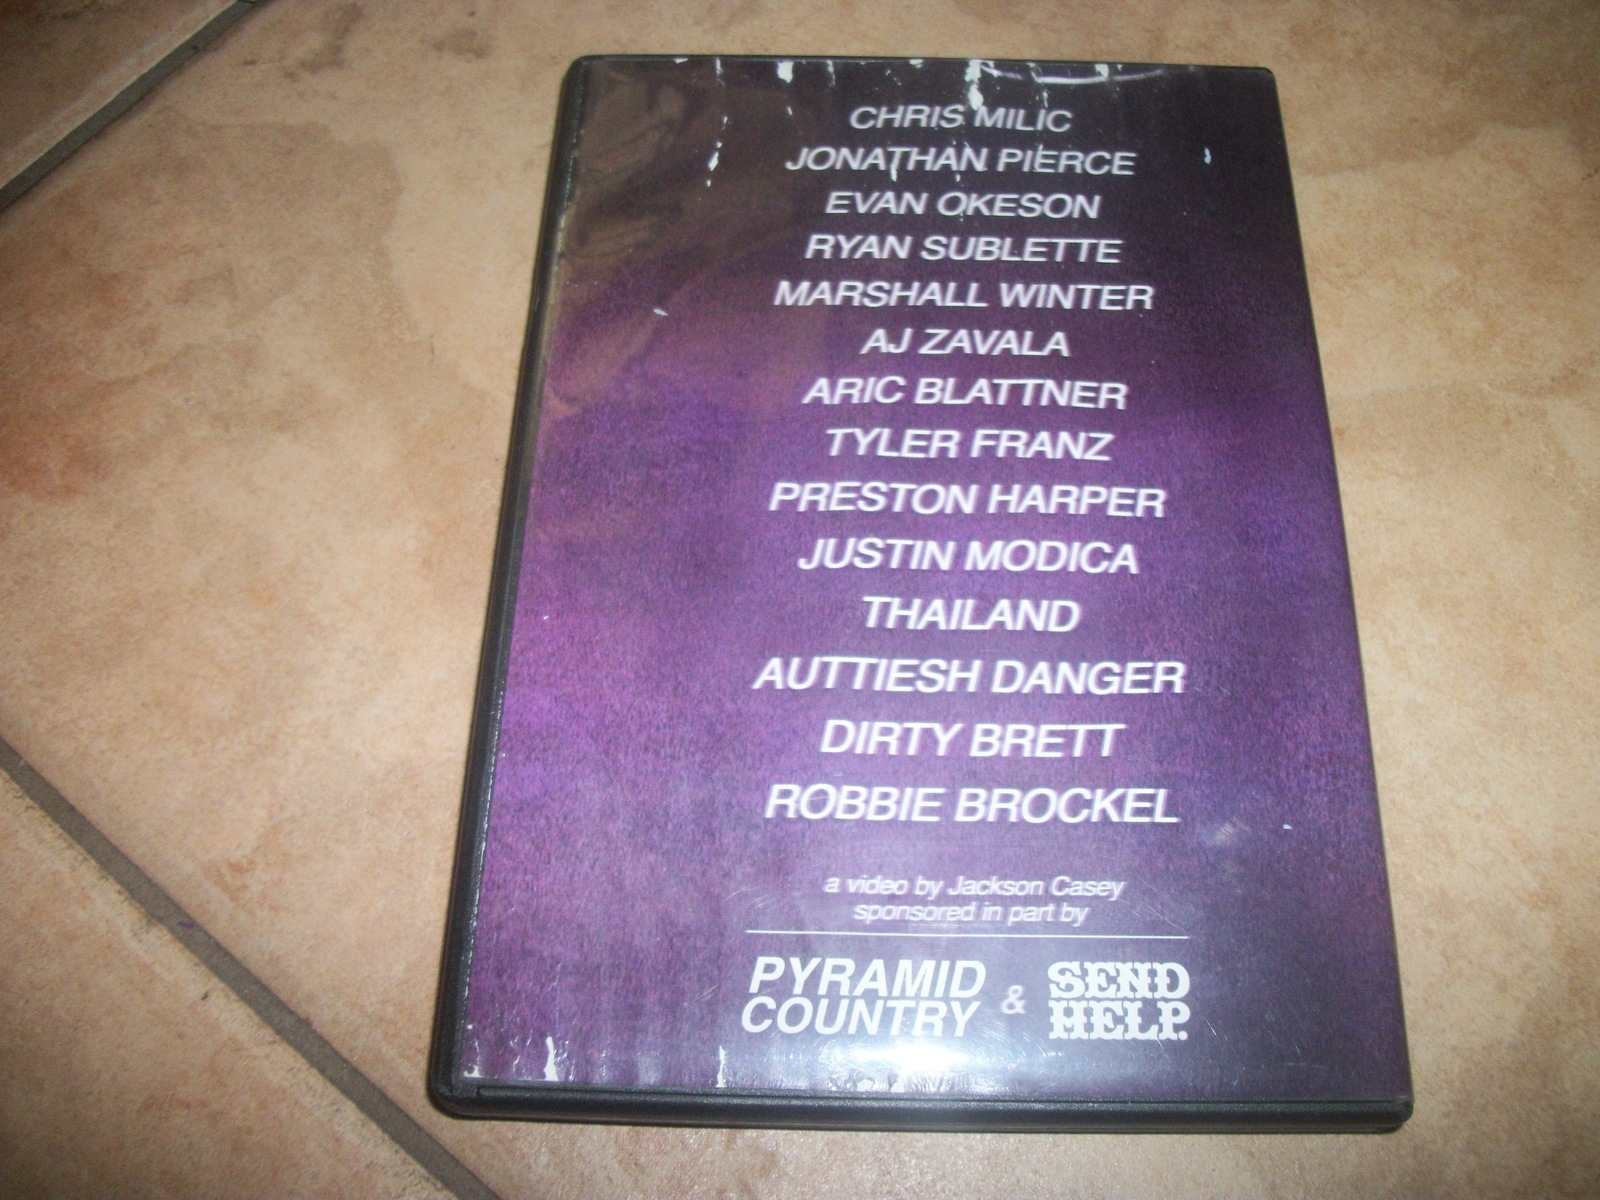 CHRIS MILIC
JONATHAN PIERCE
EVAN OKESON
RYAN SUBLETTE
MARSHALL WINTER
AJ ZAVALA
ARIC BLATTNER
TYLER FRANZ
PRESTON HARPER
JUSTIN MODICA
THAILAND
AUTTIESH DANGER
DIRTY BRETT
ROBBIE BROCKEL
a video by Jackson Casey
sponsored in part by
PYRAMID
COUNTRY
&
SEND
HELP.